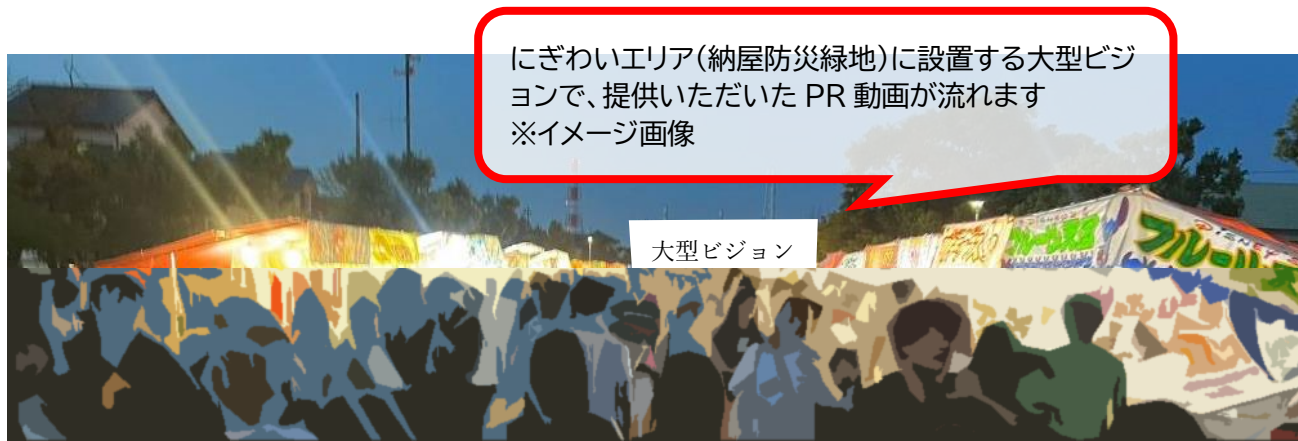 にぎわいエリア(納屋防災緑地)に設置する大型ビジ
ョンで、提供いただいた PR 動画が流れます
※イメージ画像
大型ビジョン
フルーツ